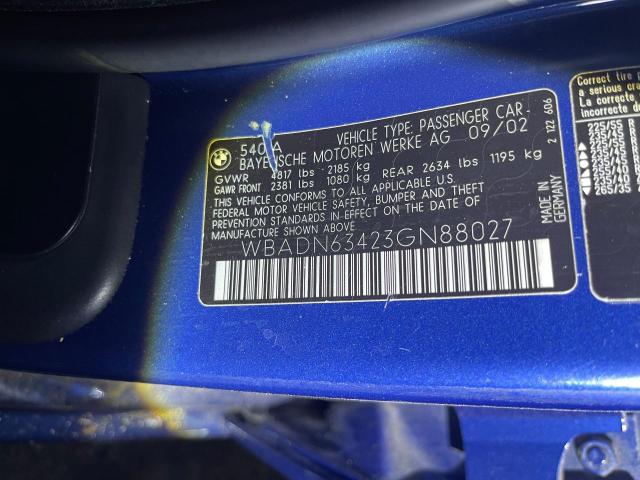 540iA VEHICLE TYPE: PASSENGER CAR
BAYERISCHE MOTOREN WERKE AG 09/02
GVWR 4817 lbs - 2185 kg
GAWR FRONT 2381 lbs 1080 kg REAR 2634 lbs 1195 kg
THIS VEHICLE CONFORMS TO ALL APPLICABLE U.S.
FEDERAL MOTOR VEHICLE SAFETY, BUMPER AND THEFT
PREVENTION STANDARDS IN EFFECT ON THE DATE OF
MANUFACTURE SHOWN ABOVE.
WBADN63423GN88027
MADE IN
GERMANY
2 122 606
Correct tire
a serious
La correcte
incorrecte